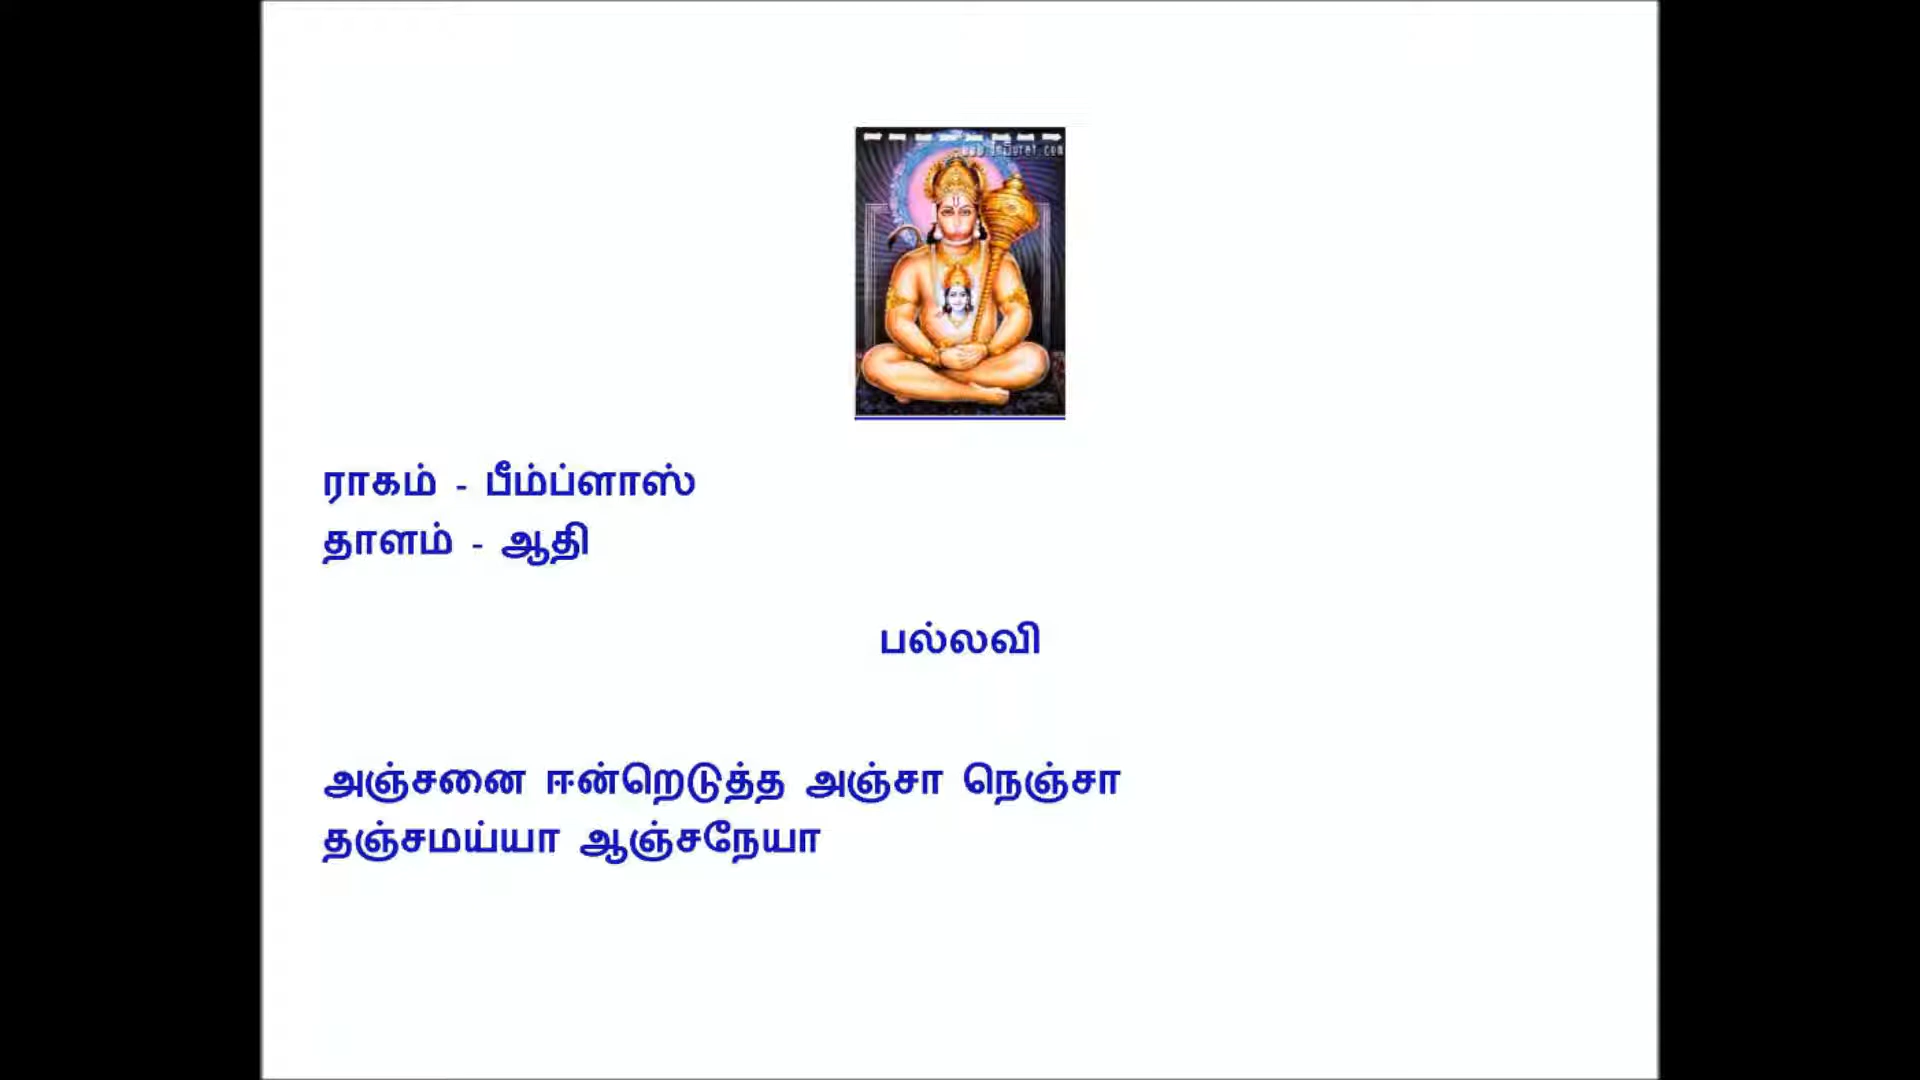 ராகம் - பீம்ப்ளாஸ்
தாளம் - ஆதி
பல்லவி
அஞ்சனை ஈன்றெடுத்த அஞ்சா நெஞ்சா
தஞ்சமய்யா ஆஞ்சநேயா